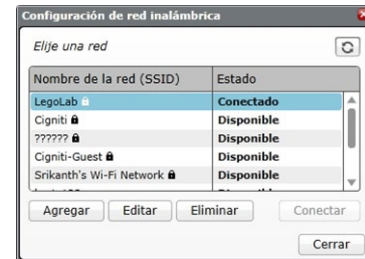 Configuración de red inalámbrica
Elije una red
Nombre de la red (SSID) Estado
LegoLab Conectado
Cigniti Disponible
?????? Disponible
Cigniti-Guest Disponible
Srikanth's Wi-Fi Network Disponible
Agregar Editar Eliminar Conectar
Cerrar